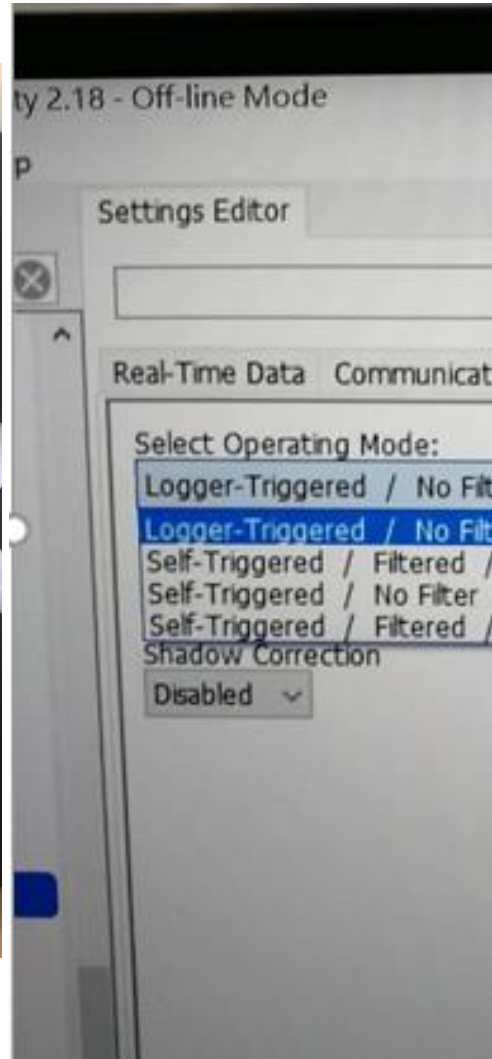 ty 2.18 - Off-line Mode
p
Settings Editor
Real-Time Data Communicat
Select Operating Mode:
Logger-Triggered / No Filt
Logger-Triggered / No Filt
Self-Triggered / Filtered /
Self-Triggered / No Filter
Self-Triggered / Filtered /
Shadow Correction
Disabled